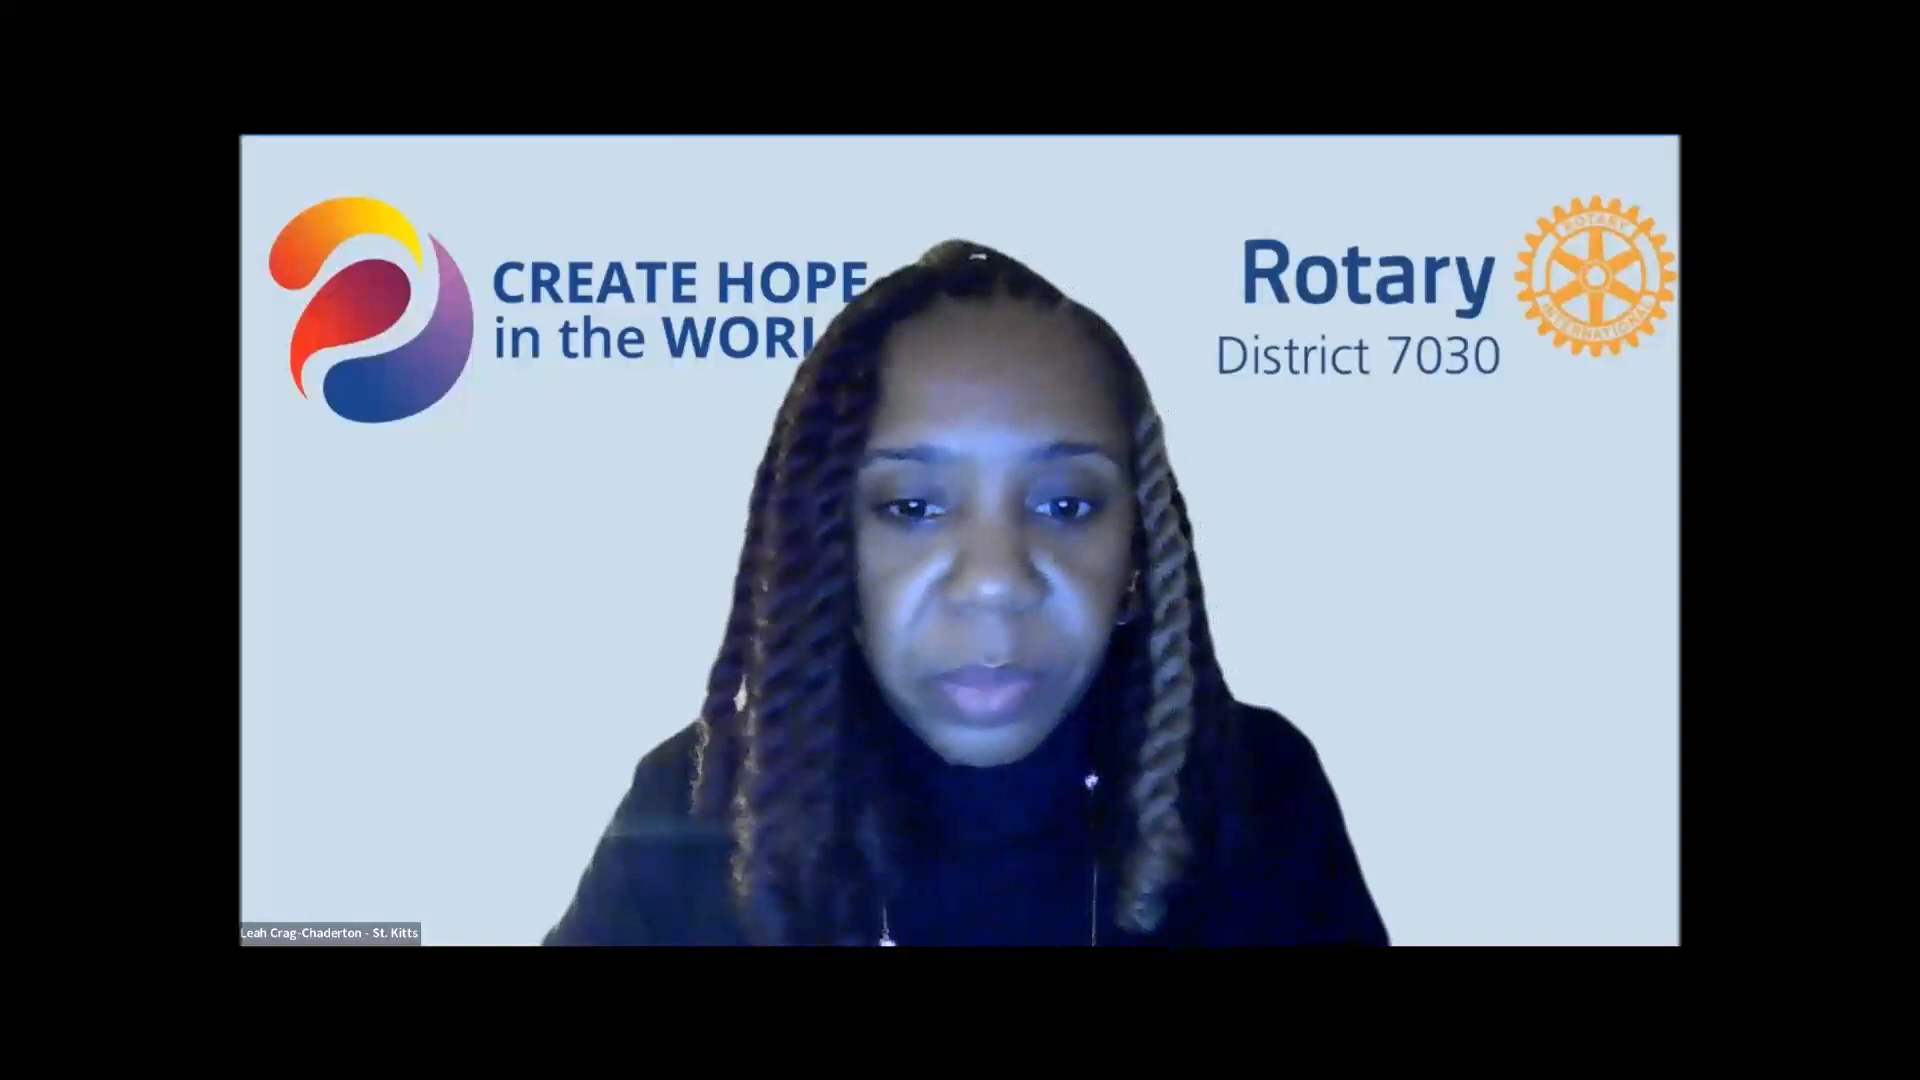 CREATE HOPE
in the WORL
Rotary
District 7030
ROTARY
INTERNATIONAL
Leah Crag-Chaderton - St. Kitts